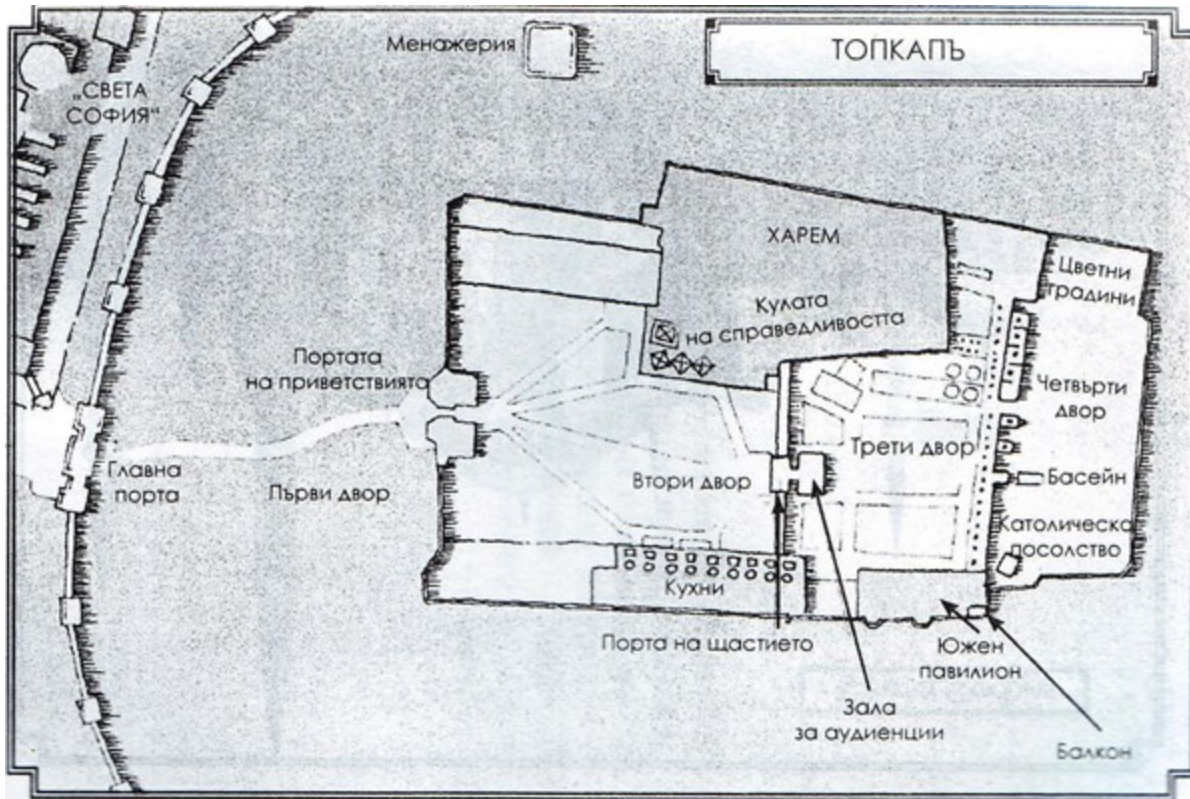 Менажерия
ТОПКАПЪ
„СВЕТА
СОФИЯ“
ХАРЕМ
Цветни
градини
Кулата
на справедливостта
Портата
на приветствията
Четвърти
двор
Главна
порта
Първи двор
Втори двор
Трети двор
Басейн
Католическо
посолство
Кухни
Порта на щастието
Южен
павилион
Зала
за аудиенции
Балкон